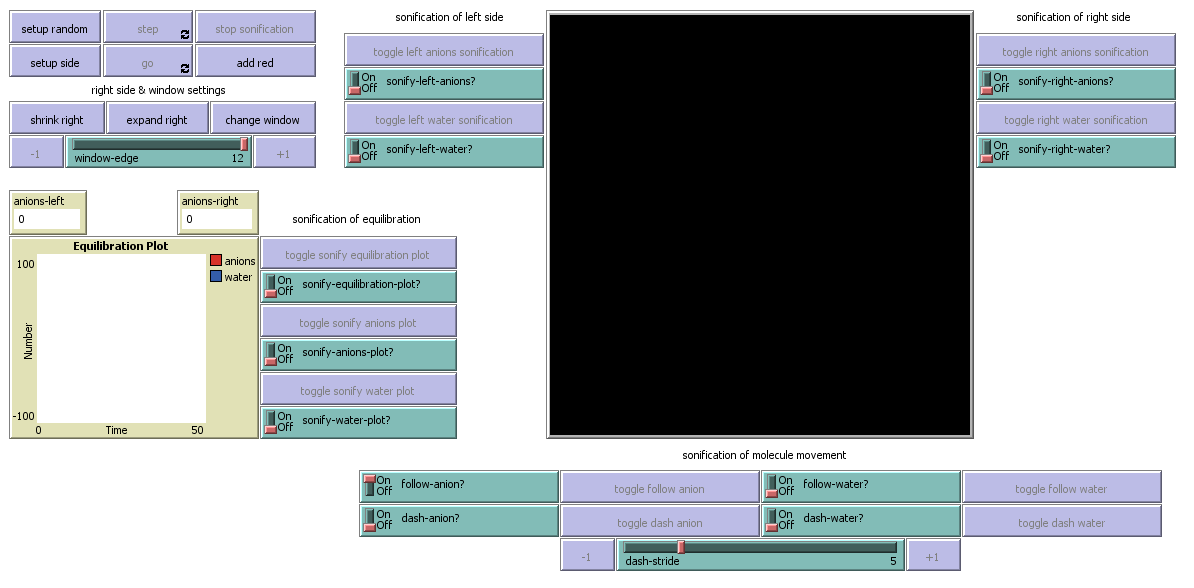 setup random
step
stop sonification
setup side
go
add red
right side & window settings
shrink right
expand right
change window
-1
window-edge
12
+1
sonification of left side
toggle left anions sonification
On
Off
sonify-left-anions?
toggle left water sonification
On
Off
sonify-left-water?
sonification of right side
toggle right anions sonification
On
Off
sonify-right-anions?
toggle right water sonification
On
Off
sonify-right-water?
anions-left
0
anions-right
0
Equilibration Plot
100
Number
-100
0
Time
50
anions
water
sonification of equilibration
toggle sonify equilibration plot
On
Off
sonify-equilibration-plot?
toggle sonify anions plot
On
Off
sonify-anions-plot?
toggle sonify water plot
On
Off
sonify-water-plot?
sonification of molecule movement
On
Off
follow-anion?
toggle follow anion
On
Off
follow-water?
toggle follow water
On
Off
dash-anion?
toggle dash anion
On
Off
dash-water?
toggle dash water
-1
dash-stride
5
+1